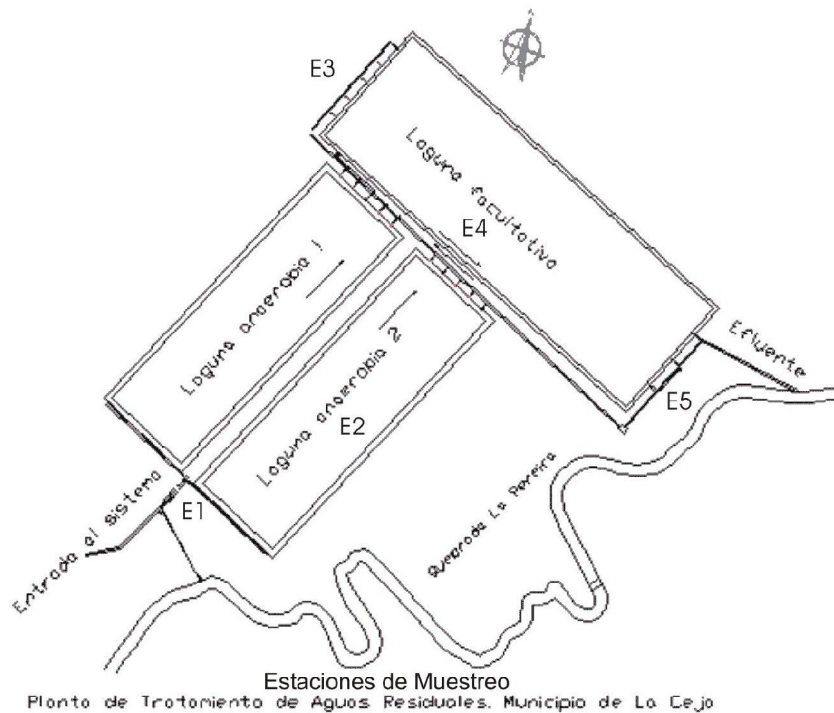 E3
Laguna facultativa
E4
Laguna anaerobia 1
Laguna anaerobia 2
E2
Efluente
E5
Entrada al sistema
E1
Quebrada La Pereira
Estaciones de Muestreo
Planta de Tratamiento de Aguas Residuales. Municipio de La Ceja